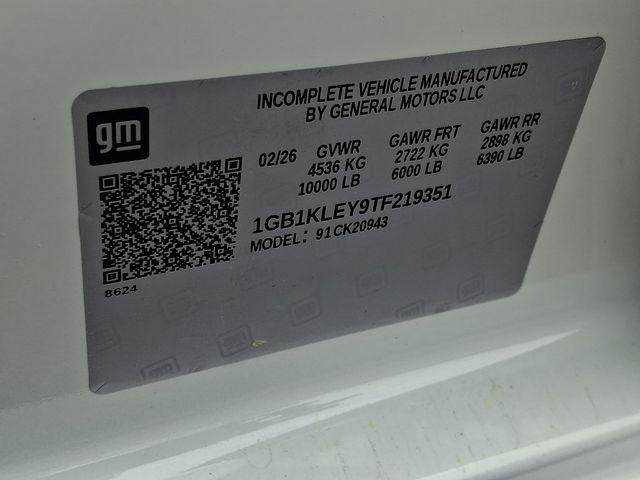 INCOMPLETE VEHICLE MANUFACTURED
BY GENERAL MOTORS LLC
gm
02/26 GVWR GAWR FRT GAWR RR
4536 KG 2722 KG 2898 KG
10000 LB 6000 LB 6390 LB
1GB1KLEY9TF219351
MODEL: 91CK20943
8624